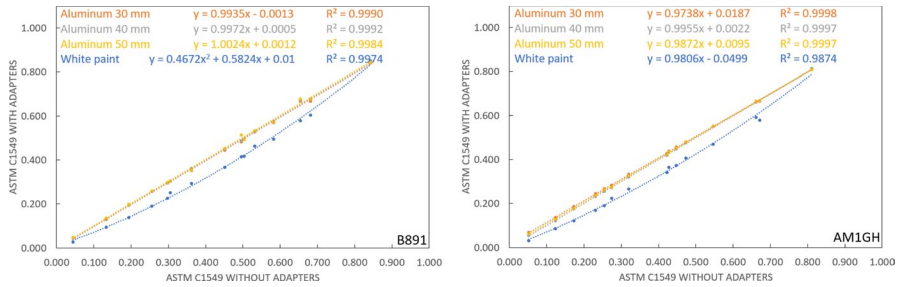 Aluminum 30 mm y = 0.9935x - 0.0013 R² = 0.9990
Aluminum 40 mm y = 0.9972x + 0.0005 R² = 0.9992
Aluminum 50 mm y = 1.0024x + 0.0012 R² = 0.9984
White paint y = 0.4672x² + 0.5824x + 0.01 R² = 0.9974
1.000
0.800
0.600
0.400
0.200
0.000
ASTM C1549 WITH ADAPTERS
B891
0.000 0.100 0.200 0.300 0.400 0.500 0.600 0.700 0.800 0.900 1.000
ASTM C1549 WITHOUT ADAPTERS
Aluminum 30 mm y = 0.9738x + 0.0187 R² = 0.9998
Aluminum 40 mm y = 0.9955x + 0.0022 R² = 0.9997
Aluminum 50 mm y = 0.9872x + 0.0095 R² = 0.9997
White paint y = 0.9806x - 0.0499 R² = 0.9874
1.000
0.800
0.600
0.400
0.200
0.000
ASTM C1549 WITH ADAPTERS
AM1GH
0.000 0.100 0.200 0.300 0.400 0.500 0.600 0.700 0.800 0.900 1.000
ASTM C1549 WITHOUT ADAPTERS